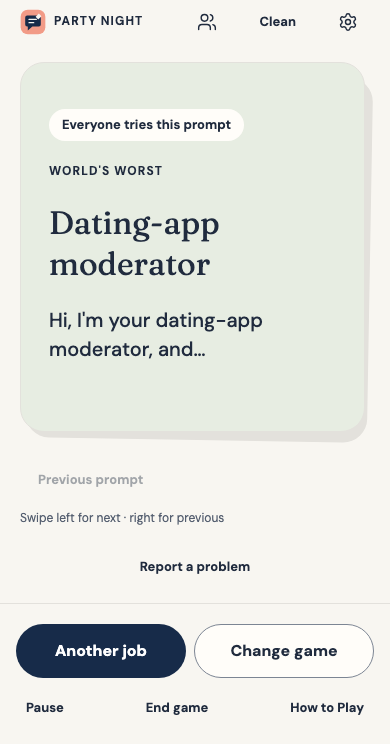 PARTY NIGHT
Clean
Everyone tries this prompt
WORLD'S WORST
Dating-app
moderator
Hi, I'm your dating-app
moderator, and...
Previous prompt
Swipe left for next · right for previous
Report a problem
Another job
Change game
Pause
End game
How to Play